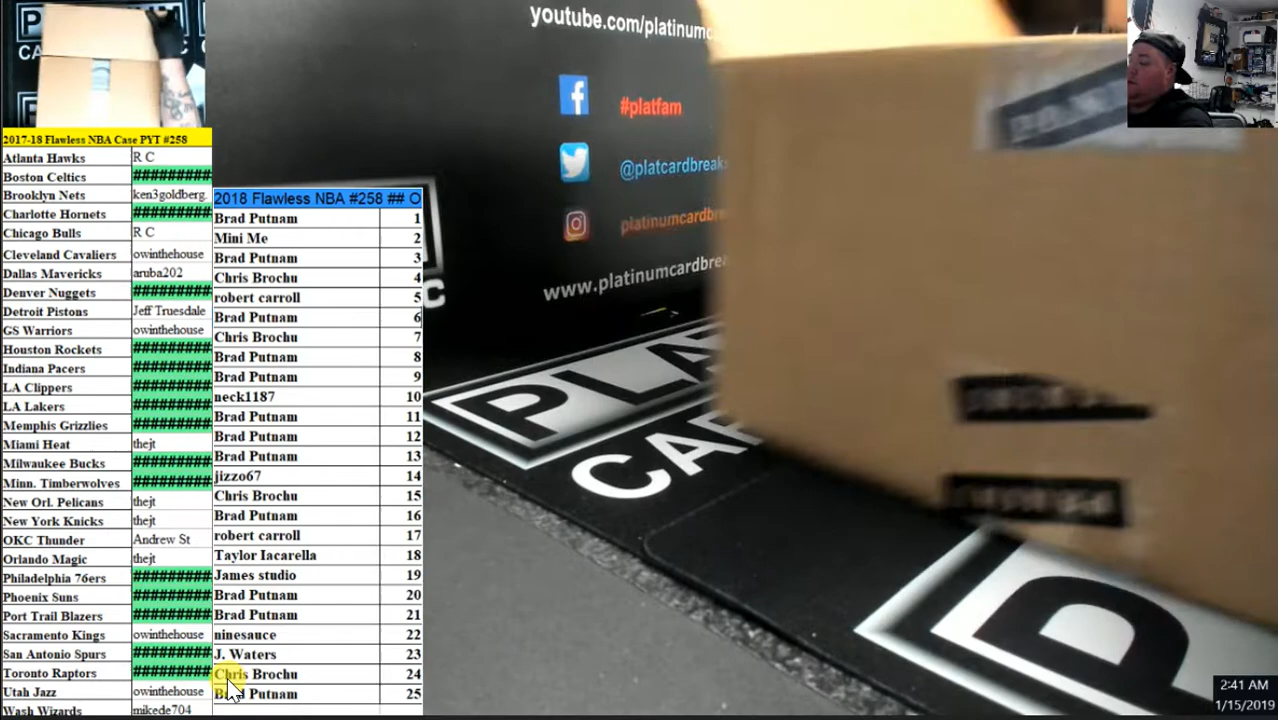 2017-18 Flawless NBA Case PYT #258
Atlanta Hawks R C
Boston Celtics #########
Brooklyn Nets ken3goldberg.
Charlotte Hornets #########
Chicago Bulls R C
Cleveland Cavaliers owinthehouse
Dallas Mavericks aruba202
Denver Nuggets #########
Detroit Pistons Jeff Truesdale
GS Warriors owinthehouse
Houston Rockets #########
Indiana Pacers #########
LA Clippers #########
LA Lakers #########
Memphis Grizzlies #########
Miami Heat thejt
Milwaukee Bucks #########
Minn. Timberwolves #########
New Orl. Pelicans thejt
New York Knicks thejt
OKC Thunder Andrew St
Orlando Magic thejt
Philadelphia 76ers #########
Phoenix Suns #########
Port Trail Blazers #########
Sacramento Kings owinthehouse
San Antonio Spurs #########
Toronto Raptors #########
Utah Jazz owinthehouse
Wash Wizards mikede704
2018 Flawless NBA #258 ## O
Brad Putnam 1
Mini Me 2
Brad Putnam 3
Chris Brochu 4
robert carroll 5
Brad Putnam 6
Chris Brochu 7
Brad Putnam 8
Brad Putnam 9
neck1187 10
Brad Putnam 11
Brad Putnam 12
Brad Putnam 13
jizzo67 14
Chris Brochu 15
Brad Putnam 16
robert carroll 17
Taylor Iacarella 18
James studio 19
Brad Putnam 20
Brad Putnam 21
ninesauce 22
J. Waters 23
Chris Brochu 24
Brad Putnam 25
youtube.com/platinumc
#platfam
@platcardbreaks
platinumcardbr
www.platinumcardbrea
PLA
CAR
2:41 AM
1/15/2019